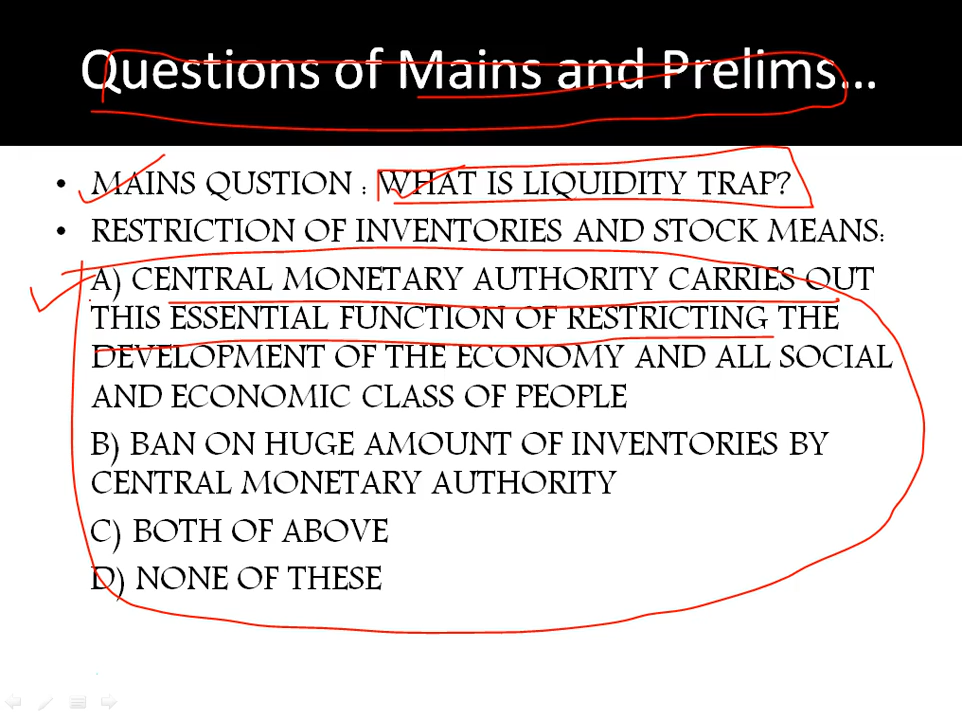 Questions of Mains and Prelims...
• MAINS QUSTION : WHAT IS LIQUIDITY TRAP?
• RESTRICTION OF INVENTORIES AND STOCK MEANS:
A) CENTRAL MONETARY AUTHORITY CARRIES OUT
THIS ESSENTIAL FUNCTION OF RESTRICTING THE
DEVELOPMENT OF THE ECONOMY AND ALL SOCIAL
AND ECONOMIC CLASS OF PEOPLE
B) BAN ON HUGE AMOUNT OF INVENTORIES BY
CENTRAL MONETARY AUTHORITY
C) BOTH OF ABOVE
D) NONE OF THESE